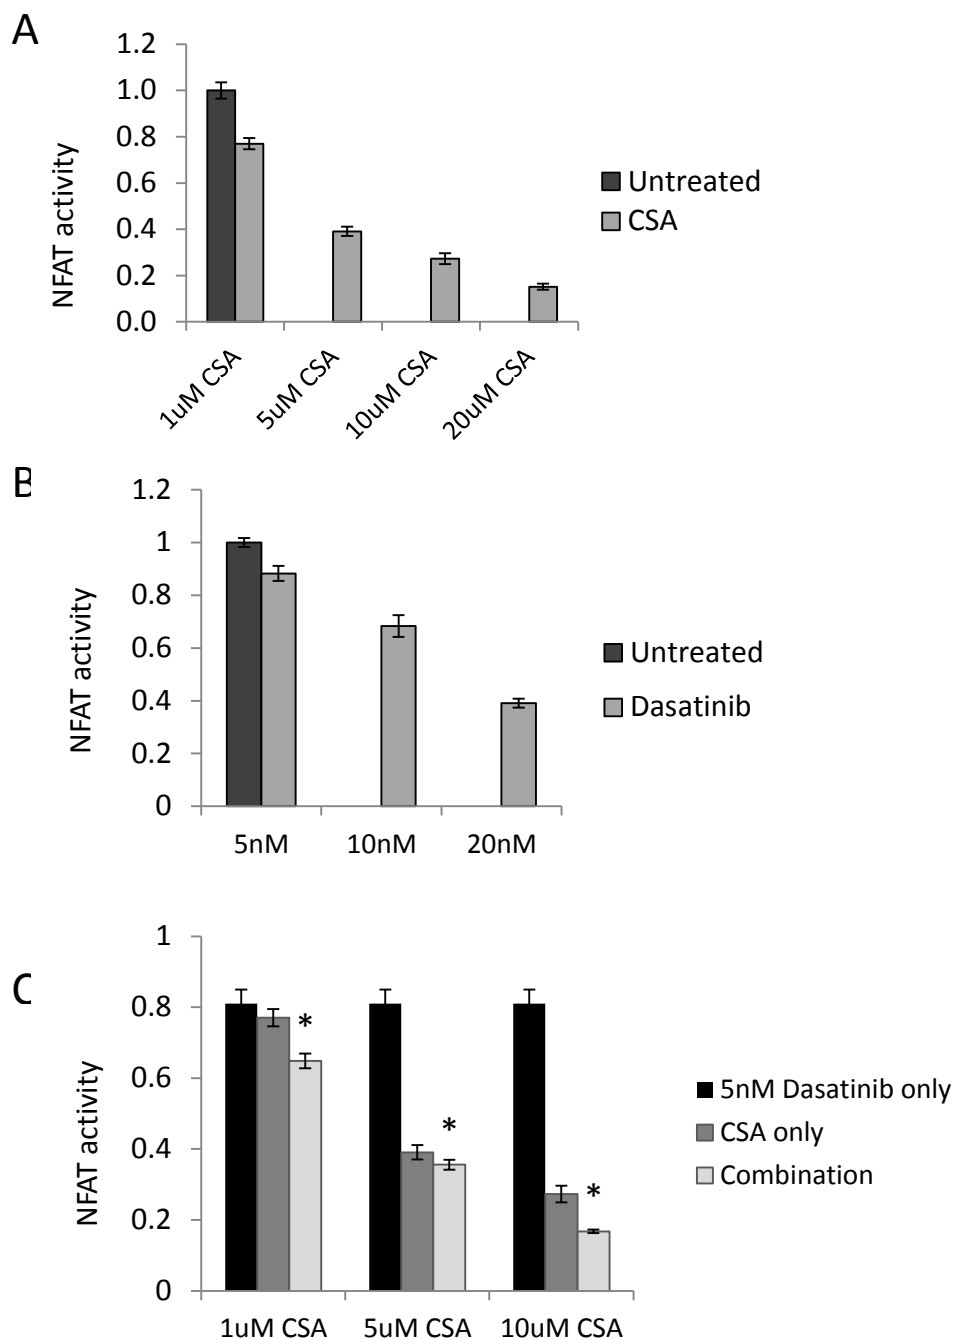 A
1.2
1.0
0.8
0.6
0.4
0.2
0.0
NFAT activity
Untreated
CSA
1uM CSA
5uM CSA
10uM CSA
20uM CSA
B
1.2
1
0.8
0.6
0.4
0.2
0
NFAT activity
Untreated
Dasatinib
5nM 10nM 20nM
C
1
0.8
0.6
0.4
0.2
0
NFAT activity
* * *
5nM Dasatinib only
CSA only
Combination
1uM CSA 5uM CSA 10uM CSA